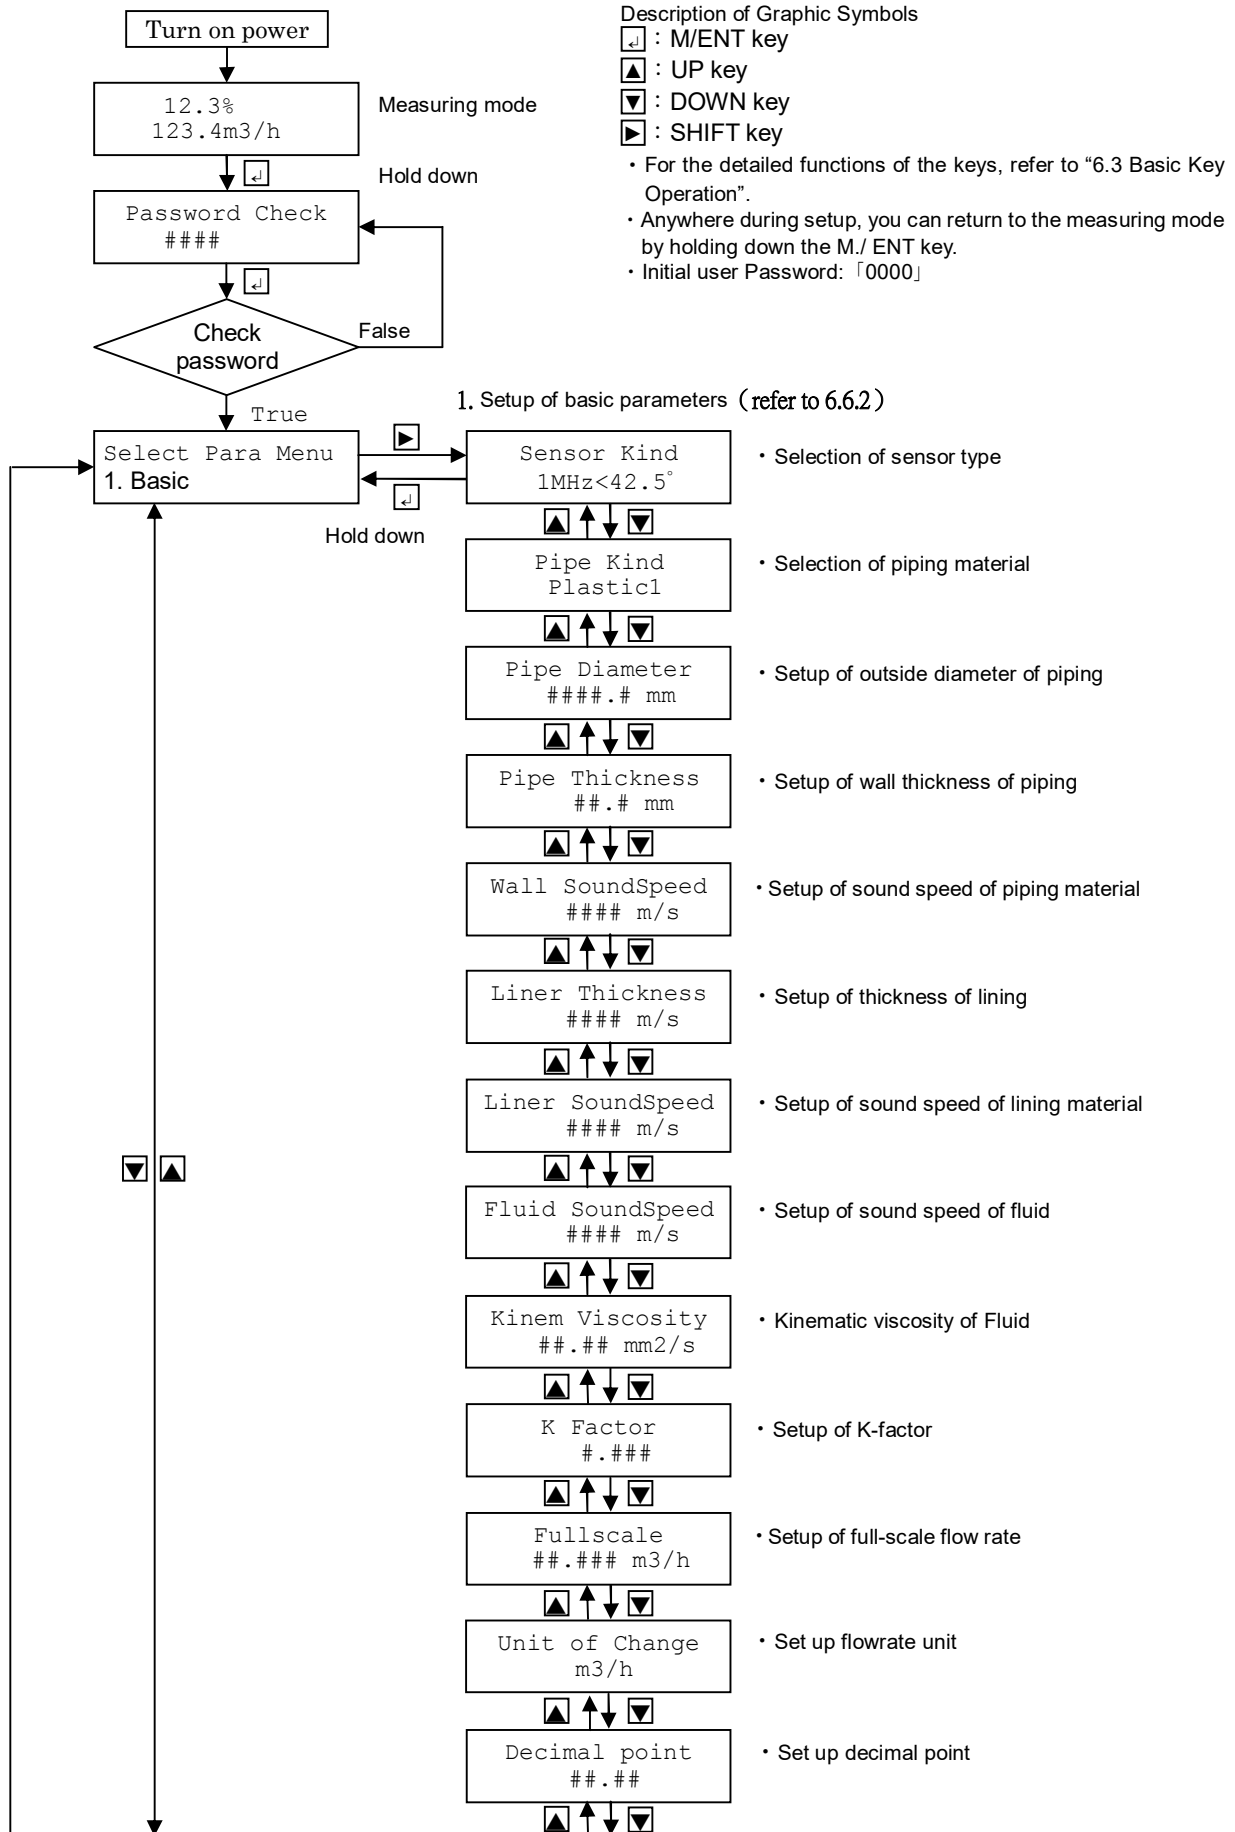 Turn on power
12.3%
123.4m3/h
Measuring mode
↲
Hold down
Password Check
####
↲
Check
password
False
True
Description of Graphic Symbols
↲ : M/ENT key
▲ : UP key
▼ : DOWN key
▶ : SHIFT key
・For the detailed functions of the keys, refer to “6.3 Basic Key
Operation”.
・Anywhere during setup, you can return to the measuring mode
by holding down the M./ ENT key.
・Initial user Password:「0000」
1. Setup of basic parameters（refer to 6.6.2）
Select Para Menu
1. Basic
▶
↲
Hold down
Sensor Kind
1MHz<42.5°
・Selection of sensor type
▲ ▼
Pipe Kind
Plastic1
・Selection of piping material
▲ ▼
Pipe Diameter
####.# mm
・Setup of outside diameter of piping
▲ ▼
Pipe Thickness
##.# mm
・Setup of wall thickness of piping
▲ ▼
Wall SoundSpeed
#### m/s
・Setup of sound speed of piping material
▲ ▼
Liner Thickness
#### m/s
・Setup of thickness of lining
▲ ▼
Liner SoundSpeed
#### m/s
・Setup of sound speed of lining material
▼ ▲
▲ ▼
Fluid SoundSpeed
#### m/s
・Setup of sound speed of fluid
▲ ▼
Kinem Viscosity
##.## mm2/s
・Kinematic viscosity of Fluid
▲ ▼
K Factor
#.###
・Setup of K-factor
▲ ▼
Fullscale
##.### m3/h
・Setup of full-scale flow rate
▲ ▼
Unit of Change
m3/h
・Set up flowrate unit
▲ ▼
Decimal point
##.##
・Set up decimal point
▲ ▼